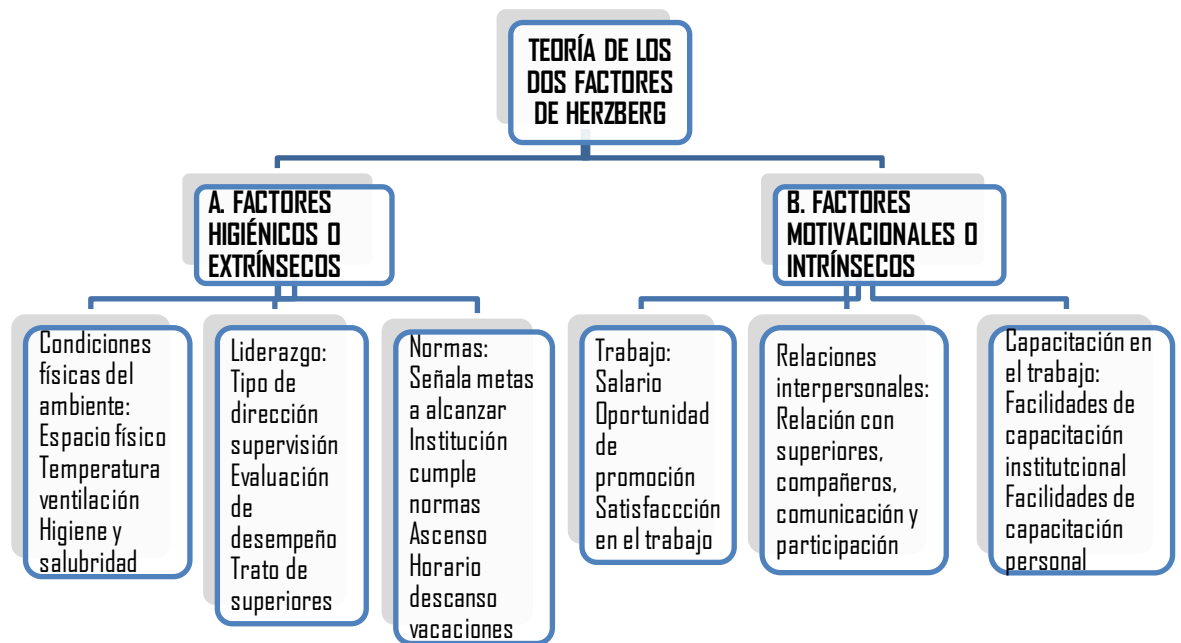 TEORÍA DE LOS
DOS FACTORES
DE HERZBERG
A. FACTORES
HIGIÉNICOS O
EXTRÍNSECOS
B. FACTORES
MOTIVACIONALES O
INTRÍNSECOS
Condiciones
físicas del
ambiente:
Espacio físico
Temperatura
ventilación
Higiene y
salubridad
Liderazgo:
Tipo de
dirección
supervisión
Evaluación
de
desempeño
Trato de
superiores
Normas:
Señala metas
a alcanzar
Institución
cumple
normas
Ascenso
Horario
descanso
vacaciones
Trabajo:
Salario
Oportunidad
de
promoción
Satisfaccción
en el trabajo
Relaciones
interpersonales:
Relación con
superiores,
compañeros,
comunicación y
participación
Capacitación en
el trabajo:
Facilidades de
capacitación
institutcional
Facilidades de
capacitación
personal